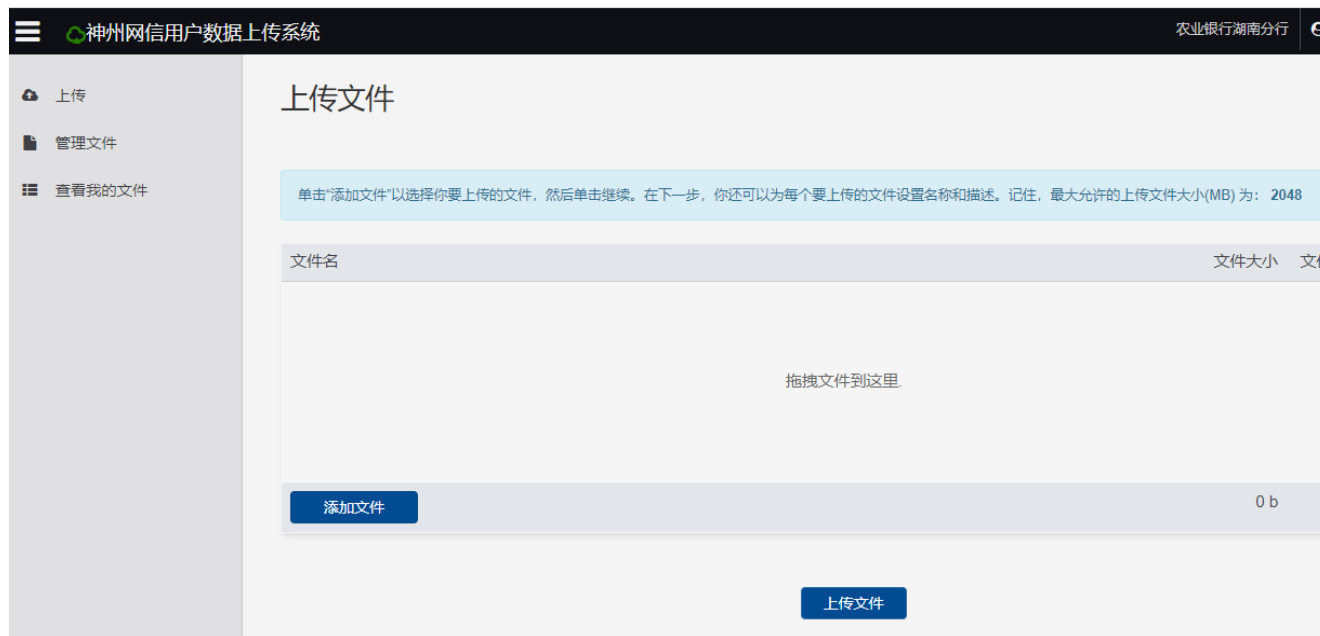 神州网信用户数据上传系统
农业银行湖南分行
上传
管理文件
查看我的文件
上传文件
单击“添加文件”以选择你要上传的文件，然后单击继续。在下一步，你还可以为每个要上传的文件设置名称和描述。记住，最大允许的上传文件大小(MB) 为：2048
文件名
文件大小
拖拽文件到这里.
添加文件
0 b
上传文件